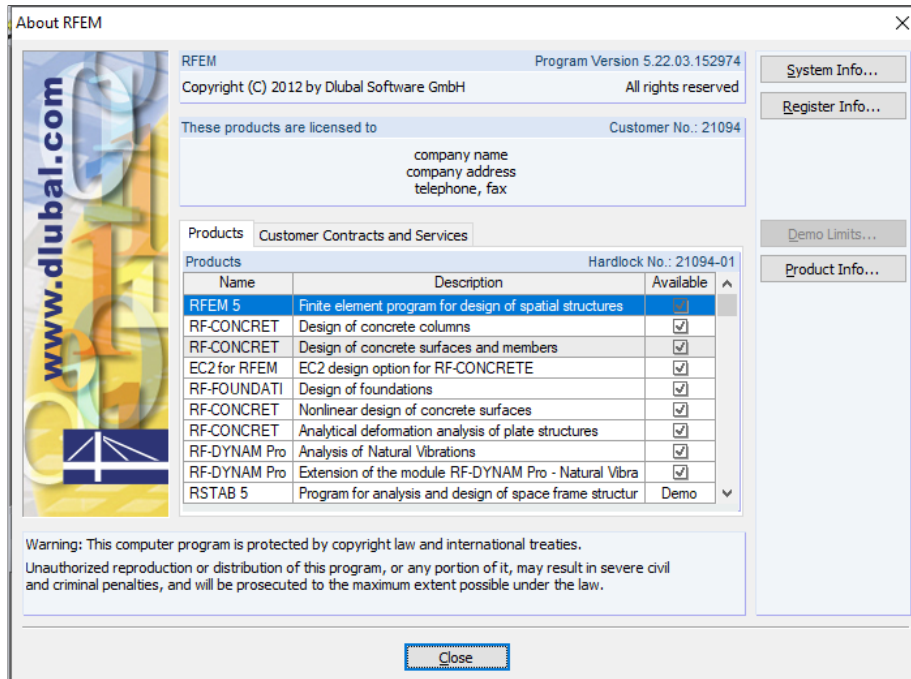 About RFEM
www.dlubal.com
RFEM Program Version 5.22.03.152974
Copyright (C) 2012 by Dlubal Software GmbH All rights reserved
These products are licensed to Customer No.: 21094
company name
company address
telephone, fax
Products Customer Contracts and Services
Products Hardlock No.: 21094-01
Name Description Available
RFEM 5 Finite element program for design of spatial structures
RF-CONCRET Design of concrete columns
RF-CONCRET Design of concrete surfaces and members
EC2 for RFEM EC2 design option for RF-CONCRETE
RF-FOUNDATI Design of foundations
RF-CONCRET Nonlinear design of concrete surfaces
RF-CONCRET Analytical deformation analysis of plate structures
RF-DYNAM Pro Analysis of Natural Vibrations
RF-DYNAM Pro Extension of the module RF-DYNAM Pro - Natural Vibra
RSTAB 5 Program for analysis and design of space frame structur Demo
System Info...
Register Info...
Demo Limits...
Product Info...
Warning: This computer program is protected by copyright law and international treaties.
Unauthorized reproduction or distribution of this program, or any portion of it, may result in severe civil
and criminal penalties, and will be prosecuted to the maximum extent possible under the law.
Close